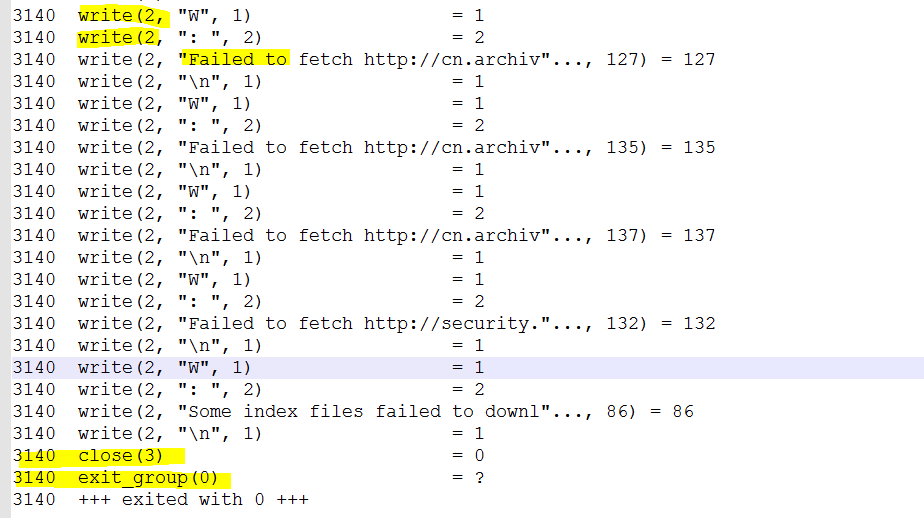 3140  write(2, "W", 1)                  = 1
3140  write(2, ": ", 2)                 = 2
3140  write(2, "Failed to fetch http://cn.archiv"..., 127) = 127
3140  write(2, "\n", 1)                 = 1
3140  write(2, "W", 1)                  = 1
3140  write(2, ": ", 2)                 = 2
3140  write(2, "Failed to fetch http://cn.archiv"..., 135) = 135
3140  write(2, "\n", 1)                 = 1
3140  write(2, "W", 1)                  = 1
3140  write(2, ": ", 2)                 = 2
3140  write(2, "Failed to fetch http://cn.archiv"..., 137) = 137
3140  write(2, "\n", 1)                 = 1
3140  write(2, "W", 1)                  = 1
3140  write(2, ": ", 2)                 = 2
3140  write(2, "Failed to fetch http://security."..., 132) = 132
3140  write(2, "\n", 1)                 = 1
3140  write(2, "W", 1)                  = 1
3140  write(2, ": ", 2)                 = 2
3140  write(2, "Some index files failed to downl"..., 86) = 86
3140  write(2, "\n", 1)                 = 1
3140  close(3)                          = 0
3140  exit_group(0)                     = ?
3140  +++ exited with 0 +++